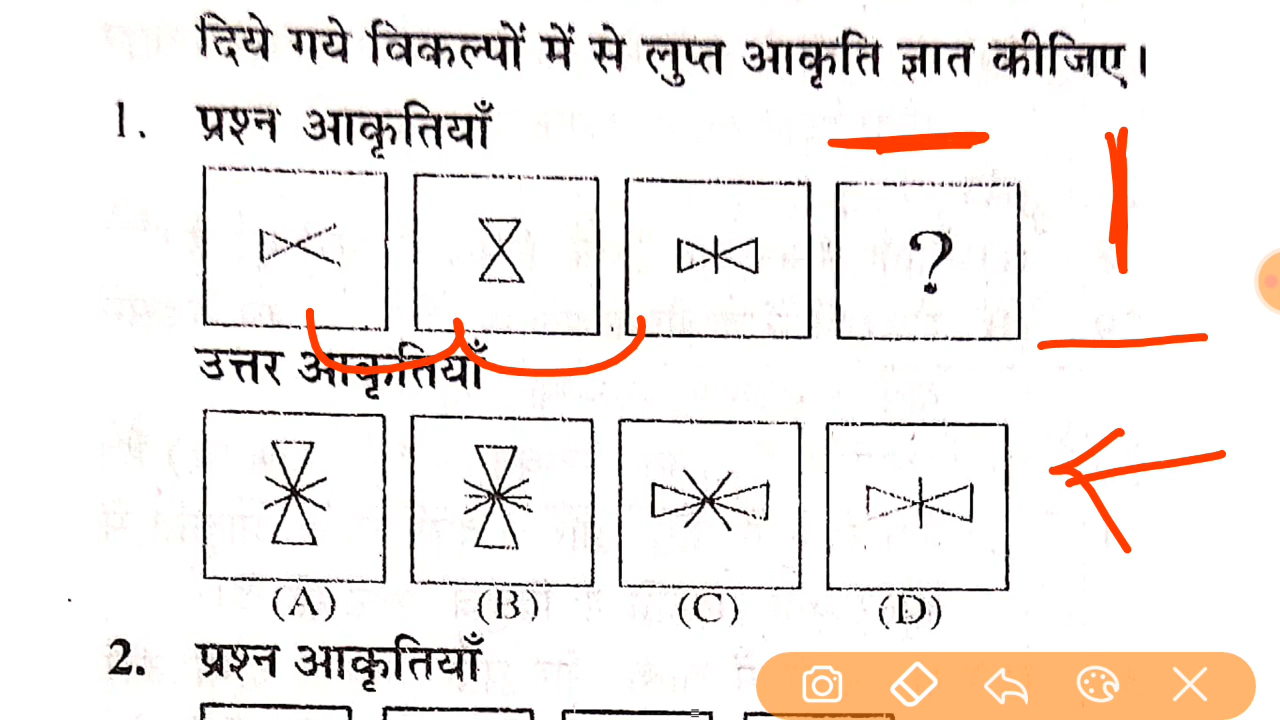 दिये गये विकल्पों में से लुप्त आकृति ज्ञात कीजिए।
1. प्रश्न आकृतियाँ
?
उत्तर आकृतियाँ
(A) (B) (C) (D)
2. प्रश्न आकृतियाँ